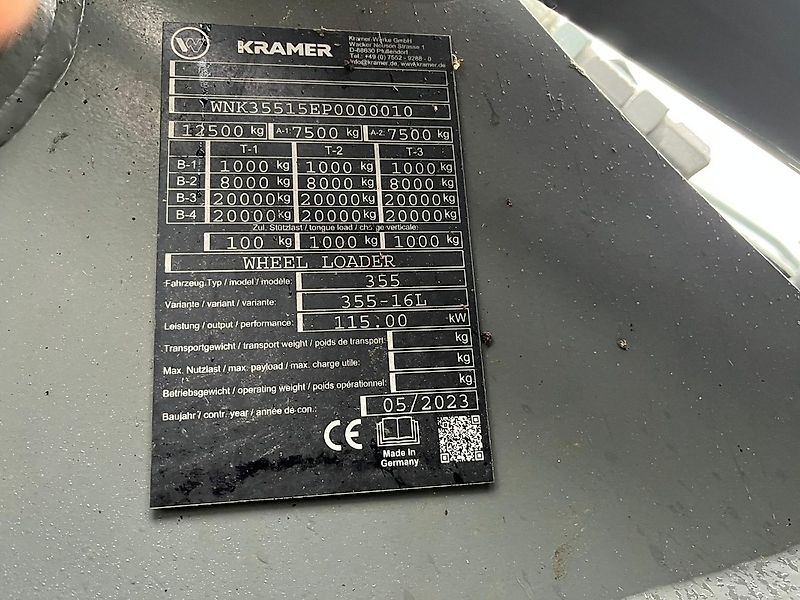 KRAMER
Kramer-Werke GmbH
Wacker Neuson Strasse 1
D-88630 Pfullendorf
Tel.: +49 (0) 7552 - 9288 - 0
info@kramer.de, www.kramer.de
WNK35515EP0000010
12500 kg A-1: 7500 kg A-2: 7500 kg
T-1 T-2 T-3
B-1 1000 kg 1000 kg 1000 kg
B-2 8000 kg 8000 kg 8000 kg
B-3 20000 kg 20000 kg 20000 kg
B-4 20000 kg 20000 kg 20000 kg
Zul. Stützlast / tongue load / charge verticale:
100 kg 1000 kg 1000 kg
WHEEL LOADER
Fahrzeug Typ / model / modèle: 355
Variante / variant / variante: 355-16L
Leistung / output / performance: 115.00 kW
Transportgewicht / transport weight / poids de transport: kg
Max. Nutzlast / max. payload / max. charge utile: kg
Betriebsgewicht / operating weight / poids opérationnel: kg
Baujahr / contr. year / année de con.: 05/2023
CE
Made In
Germany